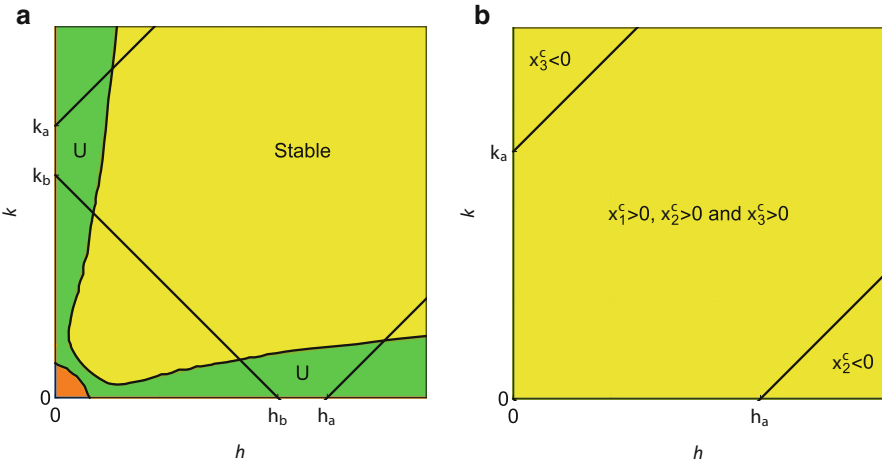 a
k_a
U
Stable
k_b
k
U
0
0
h_b
h_a
h
b
x_3^c<0
k_a
x_1^c>0, x_2^c>0 and x_3^c>0
k
x_2^c<0
0
0
h_a
h